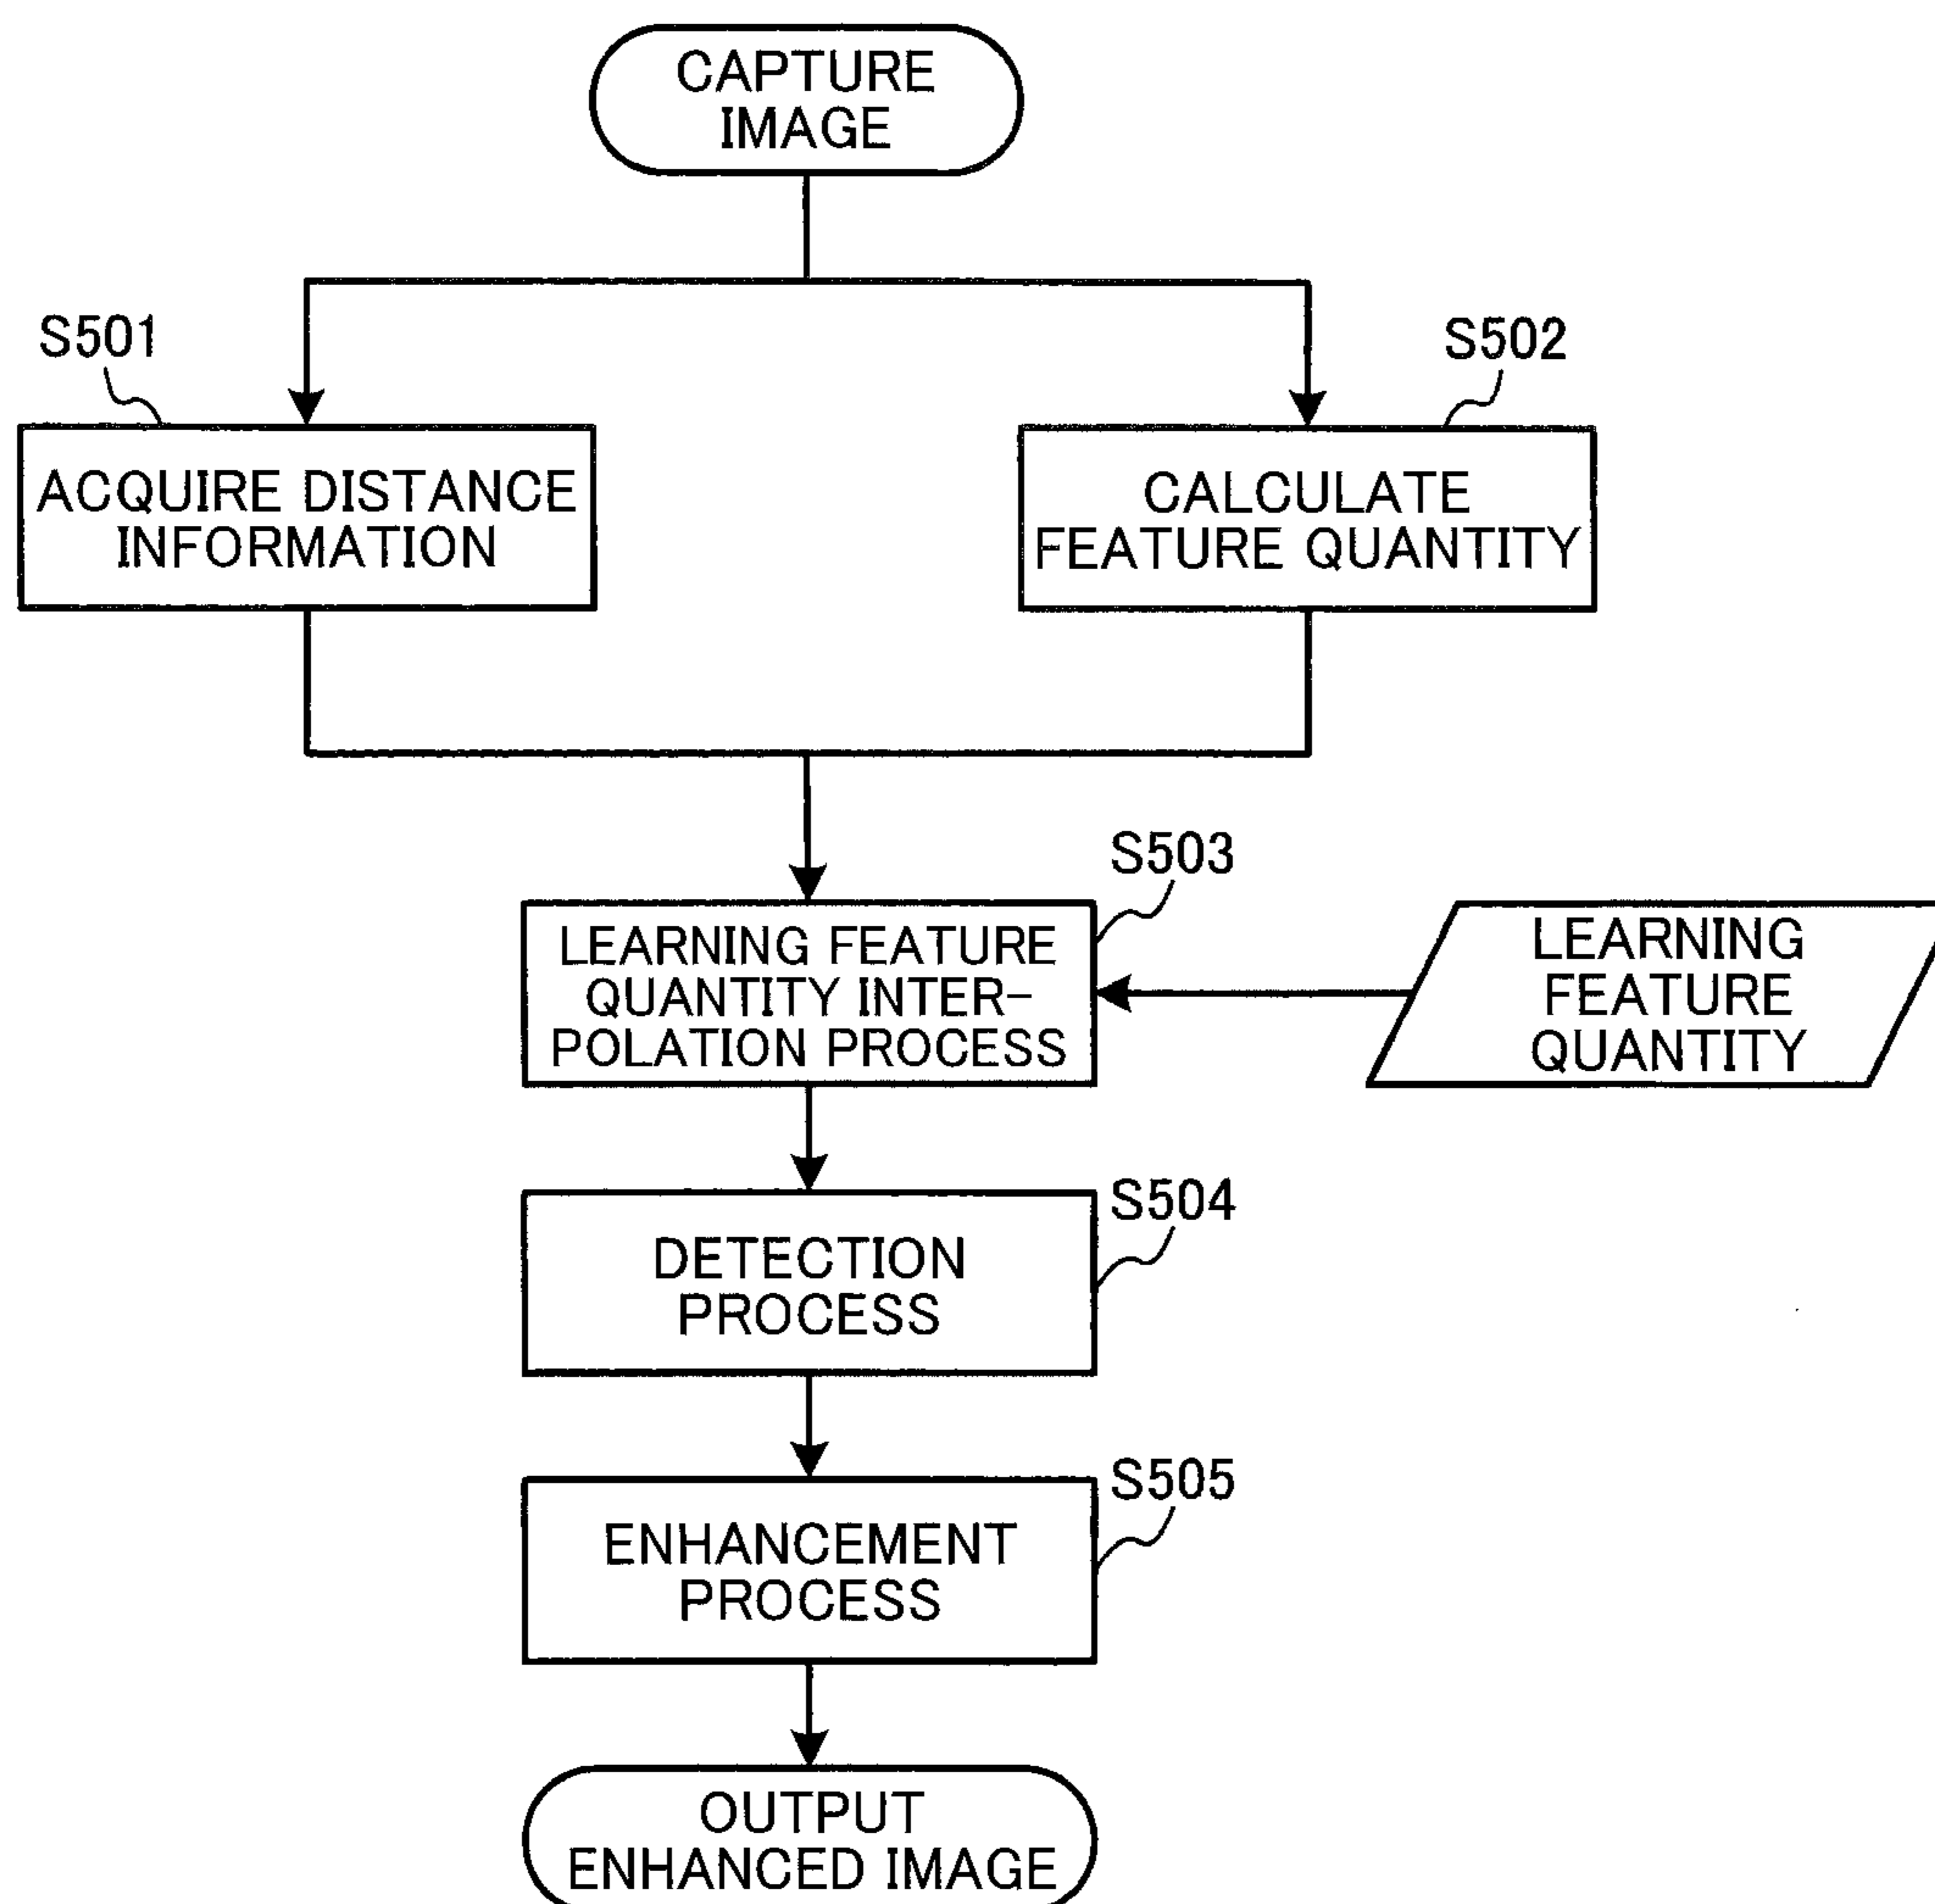 CAPTURE
IMAGE
S501
S502
ACQUIRE DISTANCE
INFORMATION
CALCULATE
FEATURE QUANTITY
S503
LEARNING FEATURE
QUANTITY INTER-
POLATION PROCESS
LEARNING
FEATURE
QUANTITY
S504
DETECTION
PROCESS
S505
ENHANCEMENT
PROCESS
OUTPUT
ENHANCED IMAGE